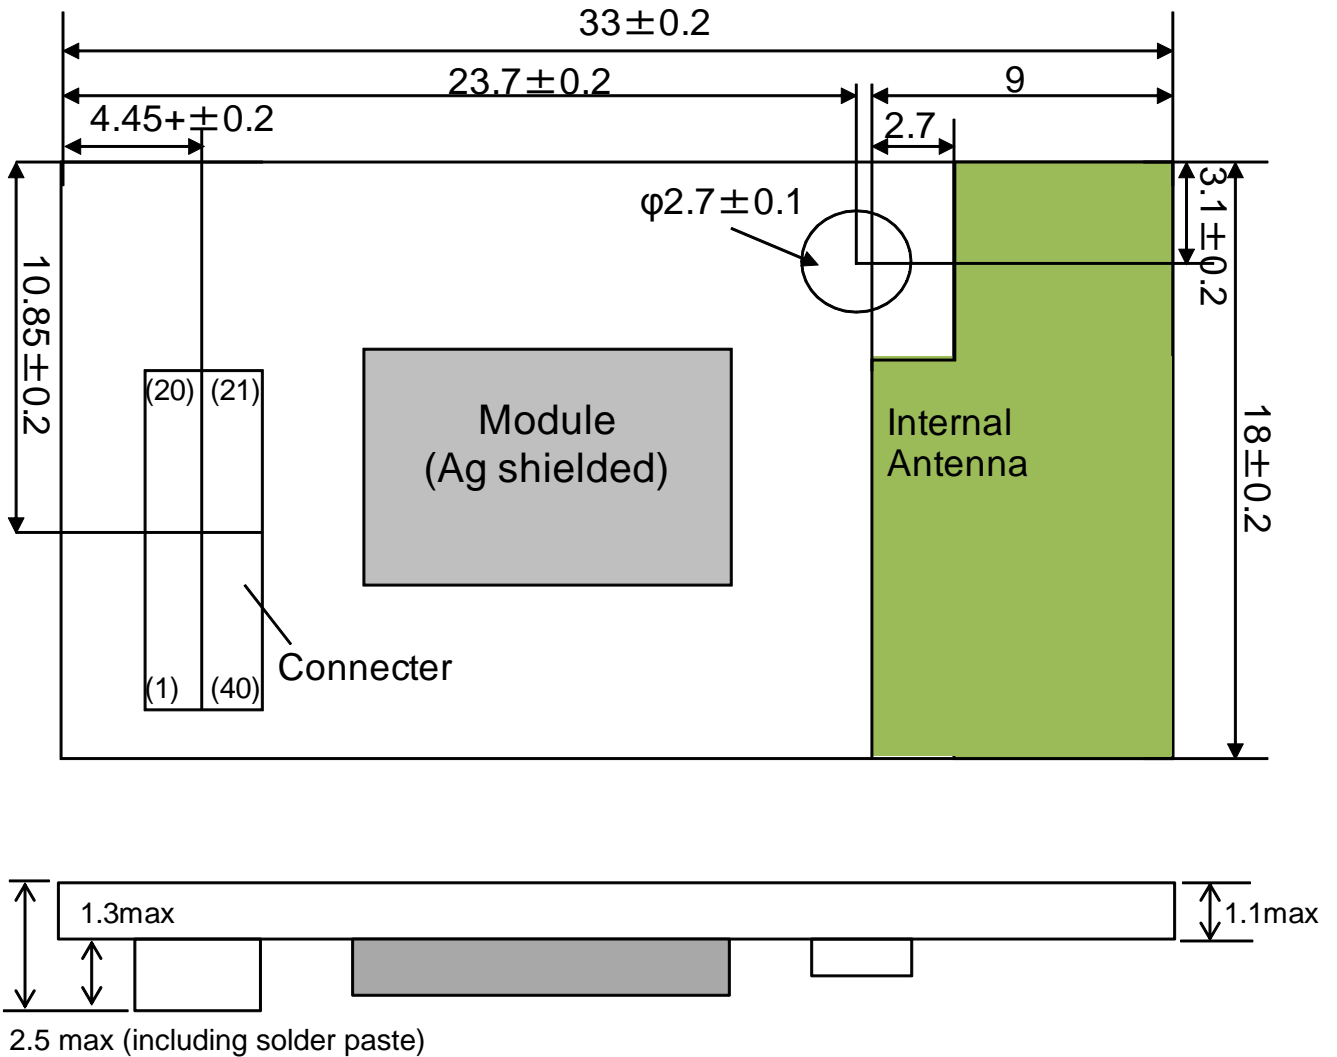 33±0.2
23.7±0.2
9
4.45+±0.2
2.7
φ2.7±0.1
3.1±0.2
10.85±0.2
18±0.2
(20) (21)
Module
(Ag shielded)
Internal
Antenna
Connecter
(1) (40)
1.3max
1.1max
2.5 max (including solder paste)